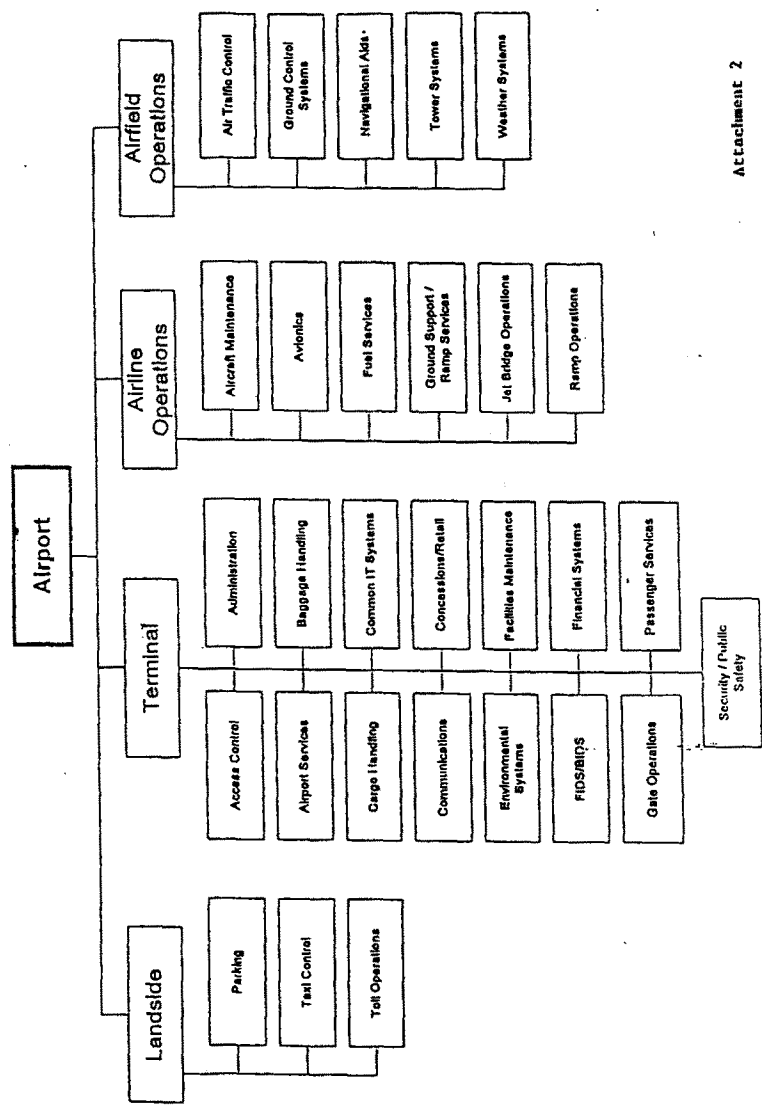 Airport
Landside
Parking
Taxi Control
Toll Operations
Terminal
Access Control
Administration
Airport Services
Baggage Handling
Cargo Handling
Common IT Systems
Communications
Concessions/Retail
Environmental
Systems
Facilities Maintenance
FIDS/BIDS
Financial Systems
Gate Operations
Passenger Services
Security / Public
Safety
Airline
Operations
Aircraft Maintenance
Avionics
Fuel Services
Ground Support /
Ramp Services
Jet Bridge Operations
Ramp Operations
Airfield
Operations
Air Traffic Control
Ground Control
Systems
Navigational Aids
Tower Systems
Weather Systems
Attachment 2